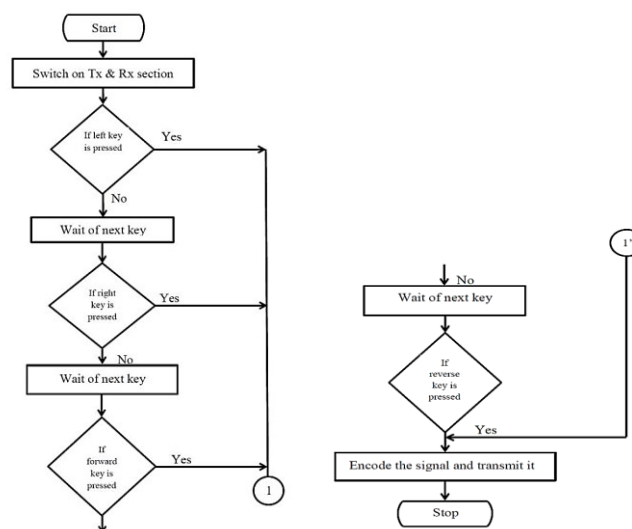 Start
Switch on Tx & Rx section
If left key
is pressed
Yes
No
Wait of next key
If right
key is
pressed
Yes
No
Wait of next key
If
forward
key is
pressed
Yes
1
1'
No
Wait of next key
If
reverse
key is
pressed
Yes
Encode the signal and transmit it
Stop